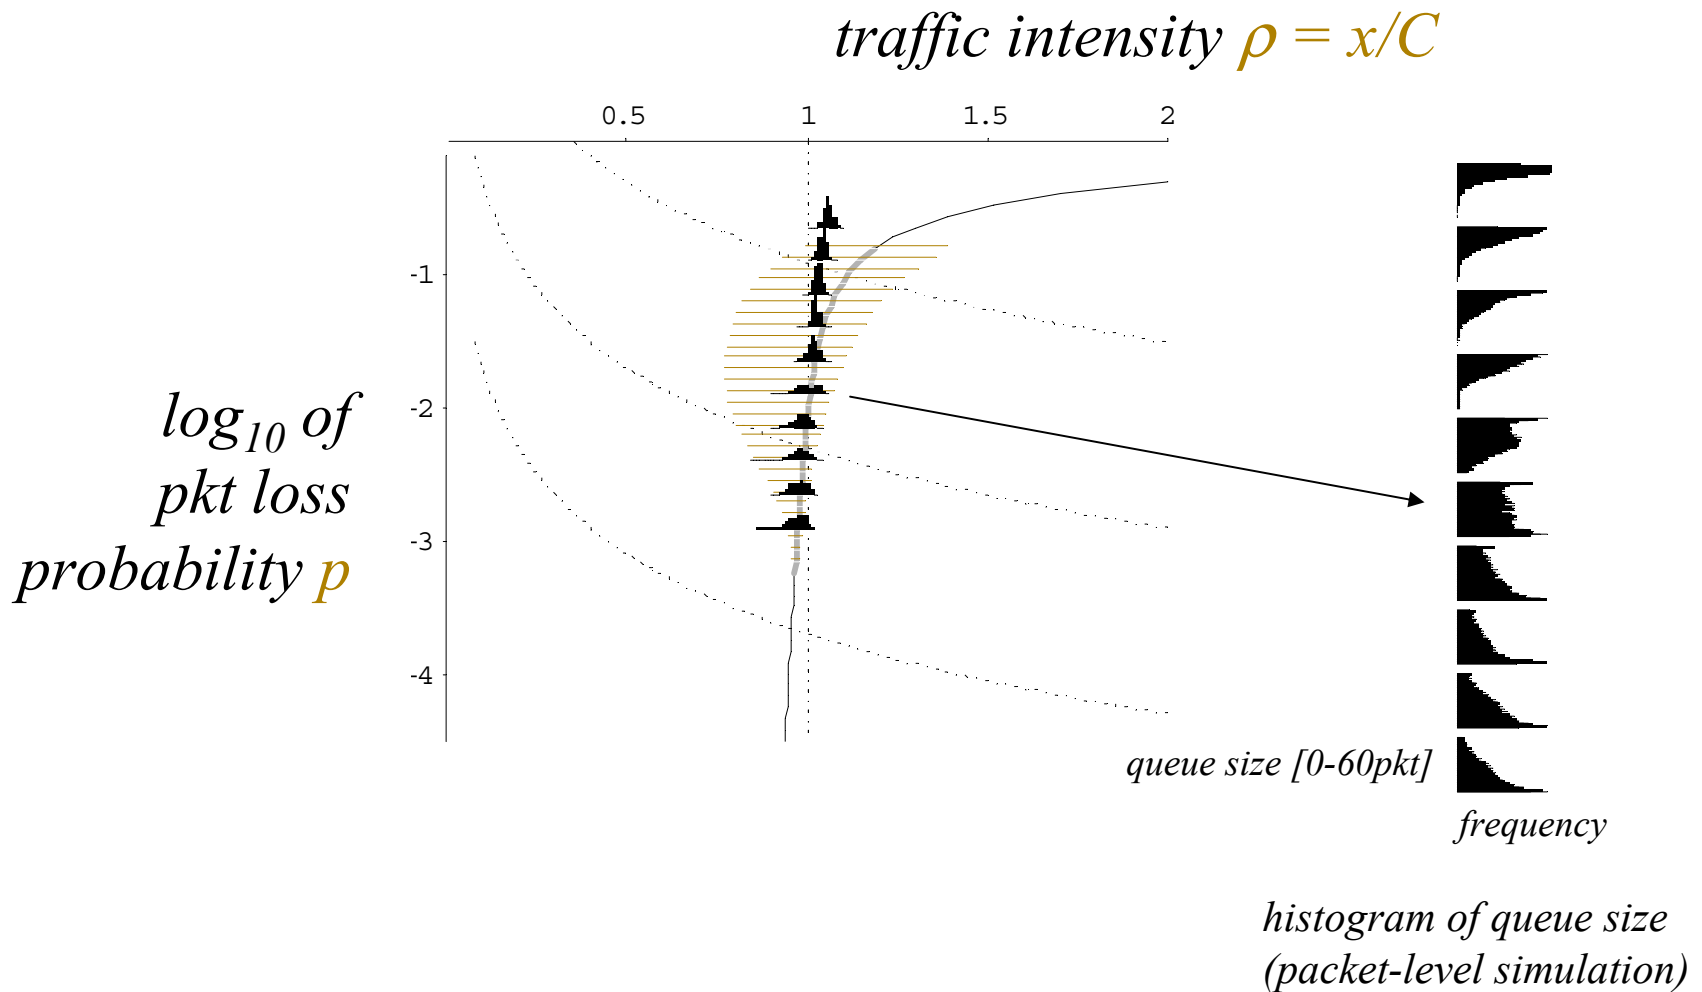 traffic intensity ρ = x/C
0.5 1 1.5 2
-1
-2
-3
-4
log10 of
pkt loss
probability p
queue size [0-60pkt]
frequency
histogram of queue size
(packet-level simulation)